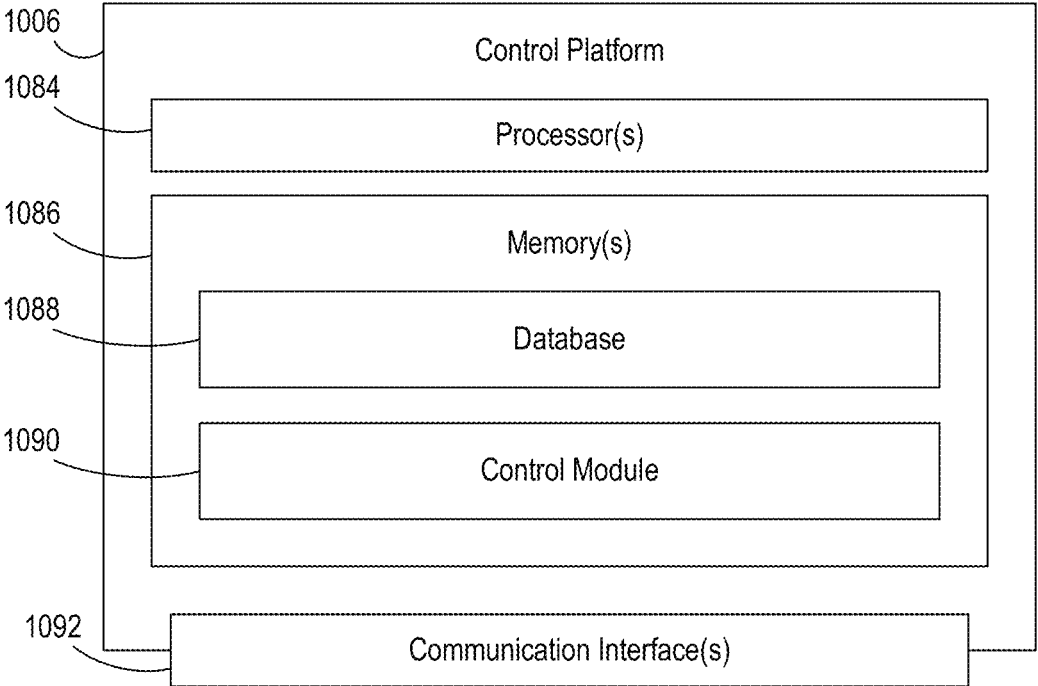 1006
Control Platform
1084
Processor(s)
1086
Memory(s)
1088
Database
1090
Control Module
1092
Communication Interface(s)